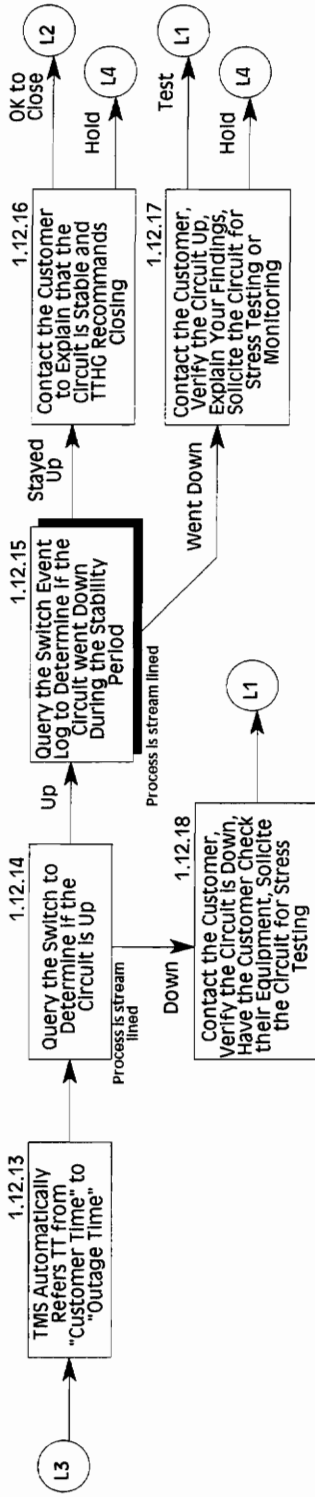 L3
1.12.13
TMS Automatically
Refers TT from
"Customer Time" to
"Outage Time"
1.12.14
Query the Switch to
Determine if the
Circuit is Up
Process is stream
lined
Up
Down
1.12.15
Query the Switch Event
Log to Determine if the
Circuit went Down
During the Stability
Period
Process is stream lined
Stayed
Up
Went Down
1.12.16
Contact the Customer
to Explain that the
Circuit is Stable and
TTHG Recommands
Closing
OK to
Close
L2
Hold
L4
1.12.17
Contact the Customer,
Verify the Circuit Up,
Explain Your Findings,
Solicite the Circuit for
Stress Testing or
Monitoring
Test
L1
Hold
L4
1.12.18
Contact the Customer,
Verify the Circuit is Down,
Have the Customer Check
their Equipment, Solicite
the Circuit for Stress
Testing
L1